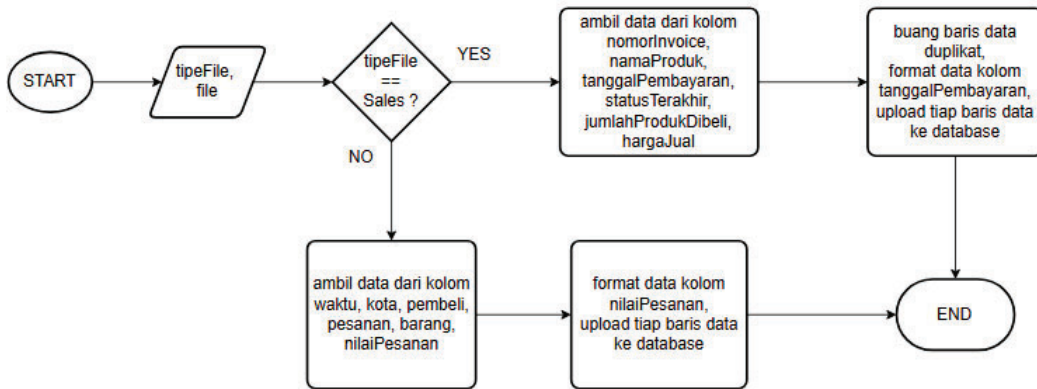 START
tipeFile,
file
tipeFile
==
Sales ?
YES
ambil data dari kolom
nomorInvoice,
namaProduk,
tanggalPembayaran,
statusTerakhir,
jumlahProdukDibeli,
hargaJual
buang baris data
duplikat,
format data kolom
tanggalPembayaran,
upload tiap baris data
ke database
NO
ambil data dari kolom
waktu, kota, pembeli,
pesanan, barang,
nilaiPesanan
format data kolom
nilaiPesanan,
upload tiap baris data
ke database
END